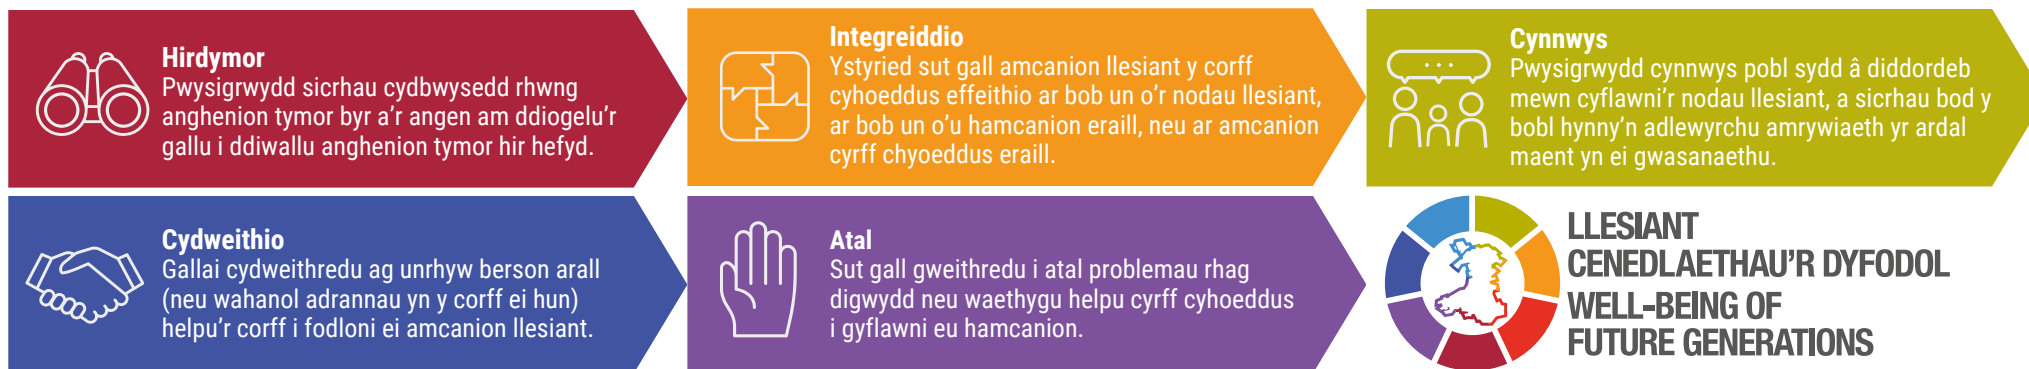 Hirdymor
Pwysigrwydd sicrhau cydbwysedd rhwng
anghenion tymor byr a'r angen am ddiogelu'r
gallu i ddiwallu anghenion tymor hir hefyd.
Integreiddio
Ystyried sut gall amcanion llesiant y corff
cyhoeddus effeithio ar bob un o'r nodau llesiant,
ar bob un o'u hamcanion eraill, neu ar amcanion
cyrff chyoeddus eraill.
Cynnwys
Pwysigrwydd cynnwys pobl sydd â diddordeb
mewn cyflawni'r nodau llesiant, a sicrhau bod y
bobl hynny'n adlewyrchu amrywiaeth yr ardal
maent yn ei gwasanaethu.
Cydweithio
Gallai cydweithredu ag unrhyw berson arall
(neu wahanol adrannau yn y corff ei hun)
helpu'r corff i fodloni ei amcanion llesiant.
Atal
Sut gall gweithredu i atal problemau rhag
digwydd neu waethygu helpu cyrff cyhoeddus
i gyflawni eu hamcanion.
LLESIANT
CENEDLAETHAU'R DYFODOL
WELL-BEING OF
FUTURE GENERATIONS